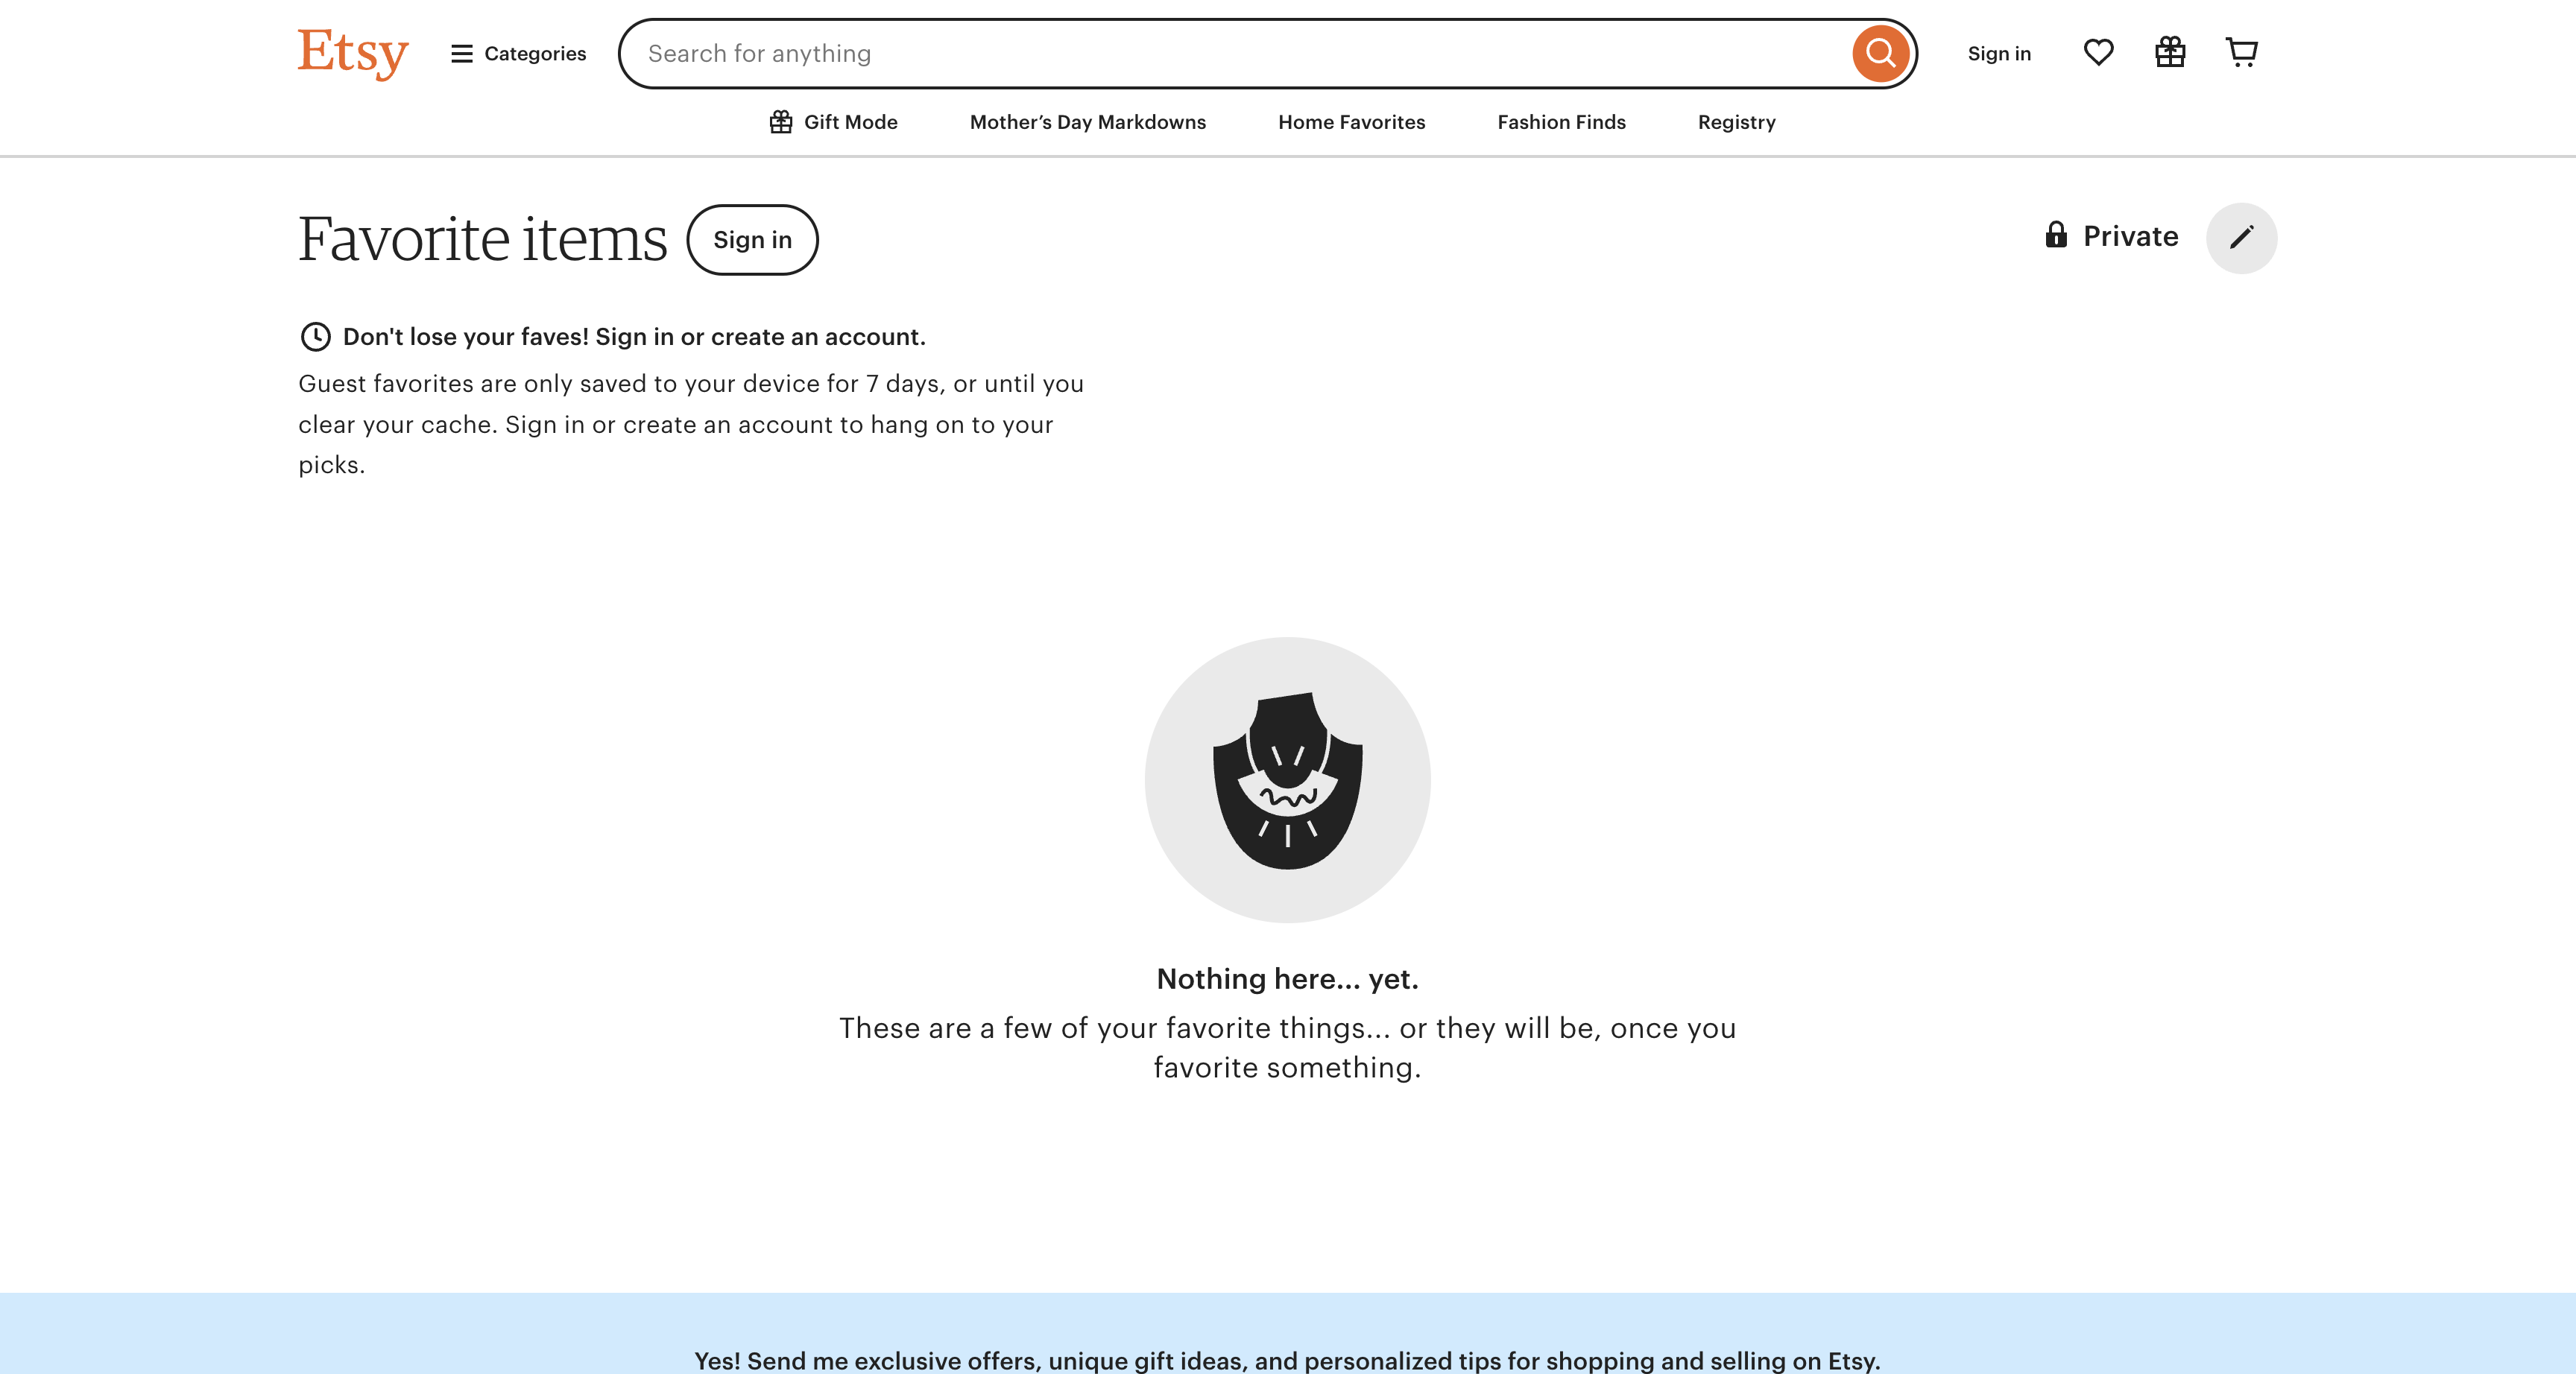 Etsy
Categories
Search for anything
Sign in
Gift Mode
Mother’s Day Markdowns
Home Favorites
Fashion Finds
Registry
Favorite items
Sign in
Private
Don't lose your faves! Sign in or create an account.
Guest favorites are only saved to your device for 7 days, or until you
clear your cache. Sign in or create an account to hang on to your
picks.
Nothing here... yet.
These are a few of your favorite things... or they will be, once you
favorite something.
Yes! Send me exclusive offers, unique gift ideas, and personalized tips for shopping and selling on Etsy.